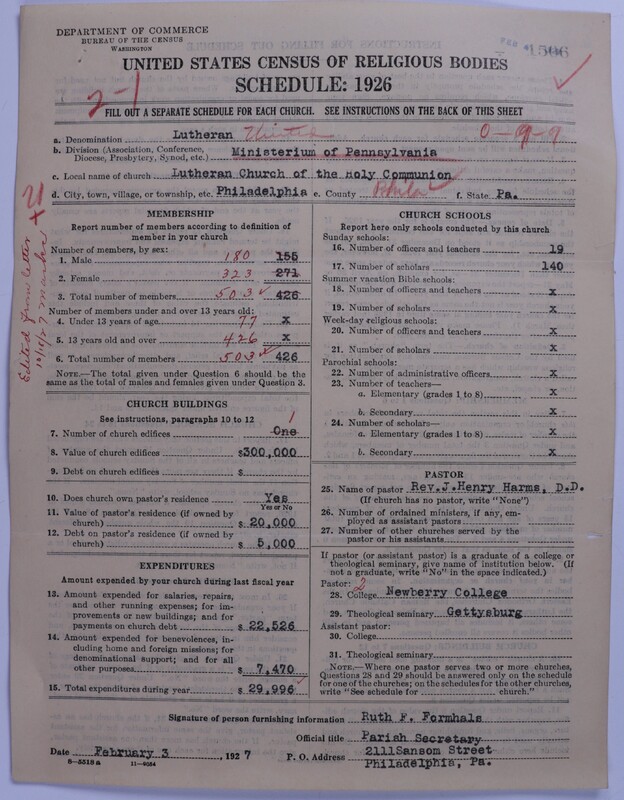 DEPARTMENT OF COMMERCE
BUREAU OF THE CENSUS
WASHINGTON
1506
UNITED STATES CENSUS OF RELIGIOUS BODIES
SCHEDULE: 1926
2-1
FILL OUT A SEPARATE SCHEDULE FOR EACH CHURCH. SEE INSTRUCTIONS ON THE BACK OF THIS SHEET
a. Denomination Lutheran United 0-9-9
b. Division (Association, Conference, Diocese, Presbytery, Synod, etc.) Ministerium of Pennsylvania
c. Local name of church Lutheran Church of the Holy Communion
d. City, town, village, or township, etc. Philadelphia e. County Phila f. State Pa.
Edited from letter
10/18/27
MEMBERSHIP
Report number of members according to definition of
member in your church
Number of members, by sex:
1. Male 180 155
2. Female 323 271
3. Total number of members 503 426
Number of members under and over 13 years old:
4. Under 13 years of age 77 X
5. 13 years old and over 426 X
6. Total number of members 503 426
NOTE.—The total given under Question 6 should be the
same as the total of males and females given under Question 3.
CHURCH BUILDINGS
See instructions, paragraphs 10 to 12
7. Number of church edifices One 1
8. Value of church edifices $300,000
9. Debt on church edifices $
10. Does church own pastor's residence Yes
Yes or No
11. Value of pastor's residence (if owned by
church) $ 20,000
12. Debt on pastor's residence (if owned by
church) $ 5,000
EXPENDITURES
Amount expended by your church during last fiscal year
13. Amount expended for salaries, repairs,
and other running expenses; for im-
provements or new buildings; and for
payments on church debt $ 22,526
14. Amount expended for benevolences, in-
cluding home and foreign missions; for
denominational support; and for all
other purposes $ 7,470
15. Total expenditures during year $ 29,996
CHURCH SCHOOLS
Report here only schools conducted by this church
Sunday schools:
16. Number of officers and teachers 19
17. Number of scholars 140
Summer vacation Bible schools:
18. Number of officers and teachers X
19. Number of scholars X
Week-day religious schools:
20. Number of officers and teachers X
21. Number of scholars X
Parochial schools:
22. Number of administrative officers X
23. Number of teachers—
a. Elementary (grades 1 to 8) X
b. Secondary X
24. Number of scholars—
a. Elementary (grades 1 to 8) X
b. Secondary X
PASTOR
25. Name of pastor Rev.J.Henry Harms, D.D.
(If church has no pastor, write "None")
26. Number of ordained ministers, if any, em-
ployed as assistant pastors
27. Number of other churches served by the
pastor or his assistants
If pastor (or assistant pastor) is a graduate of a college or
theological seminary, give name of institution below. (If
not a graduate, write "No" in the space indicated.)
Pastor: 2
28. College Newberry College
29. Theological seminary Gettysburg
Assistant pastor:
30. College
31. Theological seminary
NOTE.—Where one pastor serves two or more churches,
Questions 28 and 29 should be answered only on the schedule
for one of the churches; on the schedules for the other churches,
write "See schedule for church."
Signature of person furnishing information Ruth F. Formhals
Official title Parish Secretary
Date February 3, 1927 P. O. Address 2111Sansom Street
Philadelphia, Pa.
6-5518a 11-9584